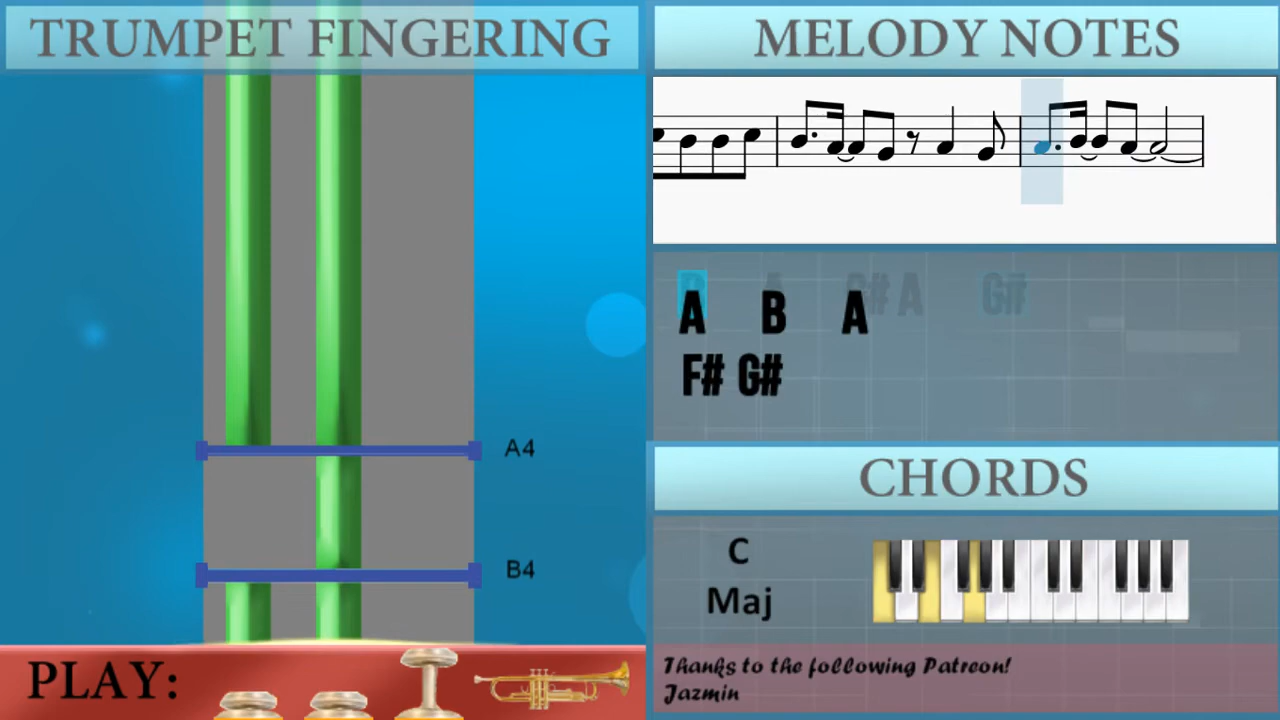 TRUMPET FINGERING
A4
B4
PLAY:
MELODY NOTES
A B A
F# G#
CHORDS
C
Maj
Thanks to the following Patreon!
Jazmin